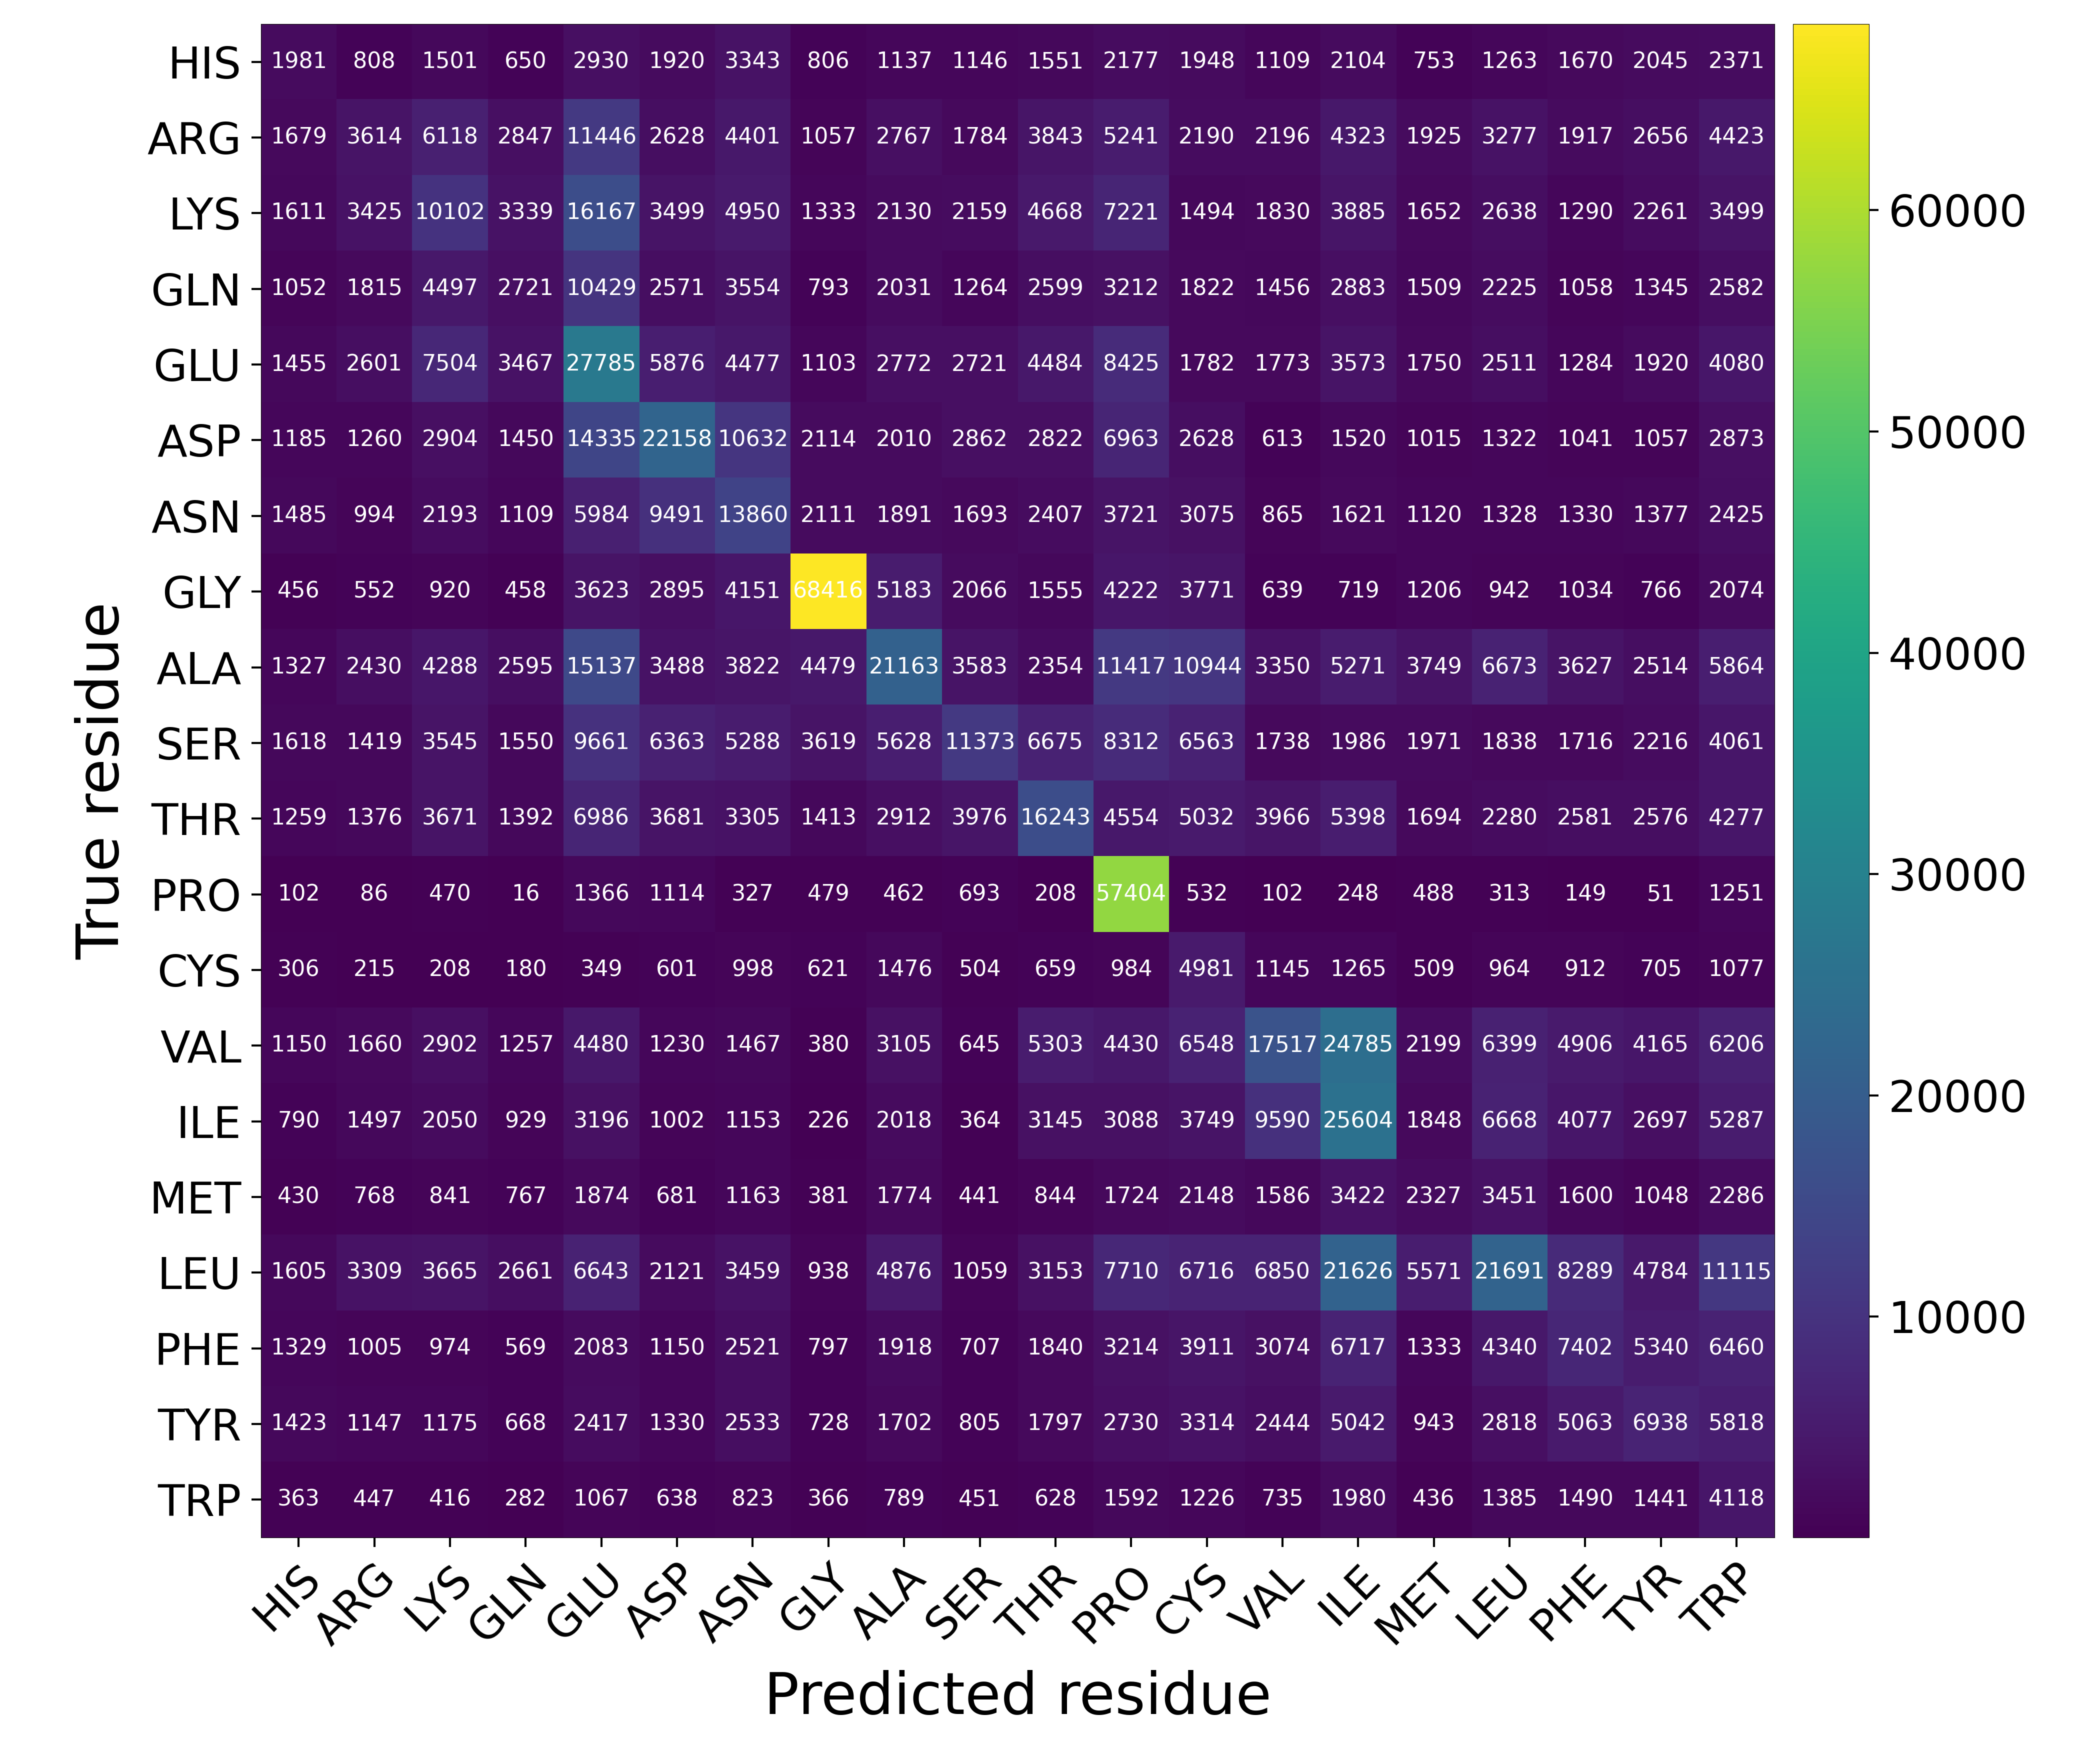 HIS 1981 808 1501 650 2930 1920 3343 806 1137 1146 1551 2177 1948 1109 2104 753 1263 1670 2045 2371
ARG 1679 3614 6118 2847 11446 2628 4401 1057 2767 1784 3843 5241 2190 2196 4323 1925 3277 1917 2656 4423
LYS 1611 3425 10102 3339 16167 3499 4950 1333 2130 2159 4668 7221 1494 1830 3885 1652 2638 1290 2261 3499
GLN 1052 1815 4497 2721 10429 2571 3554 793 2031 1264 2599 3212 1822 1456 2883 1509 2225 1058 1345 2582
GLU 1455 2601 7504 3467 27785 5876 4477 1103 2772 2721 4484 8425 1782 1773 3573 1750 2511 1284 1920 4080
ASP 1185 1260 2904 1450 14335 22158 10632 2114 2010 2862 2822 6963 2628 613 1520 1015 1322 1041 1057 2873
ASN 1485 994 2193 1109 5984 9491 13860 2111 1891 1693 2407 3721 3075 865 1621 1120 1328 1330 1377 2425
GLY 456 552 920 458 3623 2895 4151 68416 5183 2066 1555 4222 3771 639 719 1206 942 1034 766 2074
ALA 1327 2430 4288 2595 15137 3488 3822 4479 21163 3583 2354 11417 10944 3350 5271 3749 6673 3627 2514 5864
SER 1618 1419 3545 1550 9661 6363 5288 3619 5628 11373 6675 8312 6563 1738 1986 1971 1838 1716 2216 4061
THR 1259 1376 3671 1392 6986 3681 3305 1413 2912 3976 16243 4554 5032 3966 5398 1694 2280 2581 2576 4277
PRO 102 86 470 16 1366 1114 327 479 462 693 208 57404 532 102 248 488 313 149 51 1251
CYS 306 215 208 180 349 601 998 621 1476 504 659 984 4981 1145 1265 509 964 912 705 1077
VAL 1150 1660 2902 1257 4480 1230 1467 380 3105 645 5303 4430 6548 17517 24785 2199 6399 4906 4165 6206
ILE 790 1497 2050 929 3196 1002 1153 226 2018 364 3145 3088 3749 9590 25604 1848 6668 4077 2697 5287
MET 430 768 841 767 1874 681 1163 381 1774 441 844 1724 2148 1586 3422 2327 3451 1600 1048 2286
LEU 1605 3309 3665 2661 6643 2121 3459 938 4876 1059 3153 7710 6716 6850 21626 5571 21691 8289 4784 11115
PHE 1329 1005 974 569 2083 1150 2521 797 1918 707 1840 3214 3911 3074 6717 1333 4340 7402 5340 6460
TYR 1423 1147 1175 668 2417 1330 2533 728 1702 805 1797 2730 3314 2444 5042 943 2818 5063 6938 5818
TRP 363 447 416 282 1067 638 823 366 789 451 628 1592 1226 735 1980 436 1385 1490 1441 4118
HIS ARG LYS GLN GLU ASP ASN GLY ALA SER THR PRO CYS VAL ILE MET LEU PHE TYR TRP
Predicted residue
True residue
60000
50000
40000
30000
20000
10000